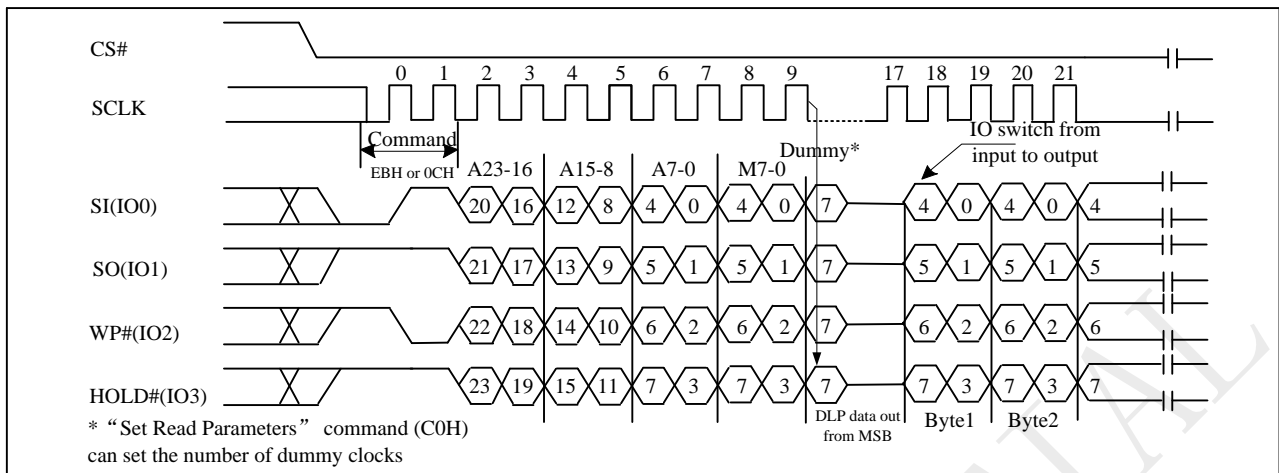 CS#
0 1 2 3 4 5 6 7 8 9 17 18 19 20 21
SCLK
Command
IO switch from
input to output
Dummy*
EBH or 0CH
A23-16 A15-8 A7-0 M7-0
SI(IO0) 20 16 12 8 4 0 4 0 7 4 0 4 0 4
SO(IO1) 21 17 13 9 5 1 5 1 7 5 1 5 1 5
WP#(IO2) 22 18 14 10 6 2 6 2 7 6 2 6 2 6
HOLD#(IO3) 23 19 15 11 7 3 7 3 7 7 3 7 3 7
DLP data out
from MSB
Byte1 Byte2
* “Set Read Parameters” command (C0H)
can set the number of dummy clocks